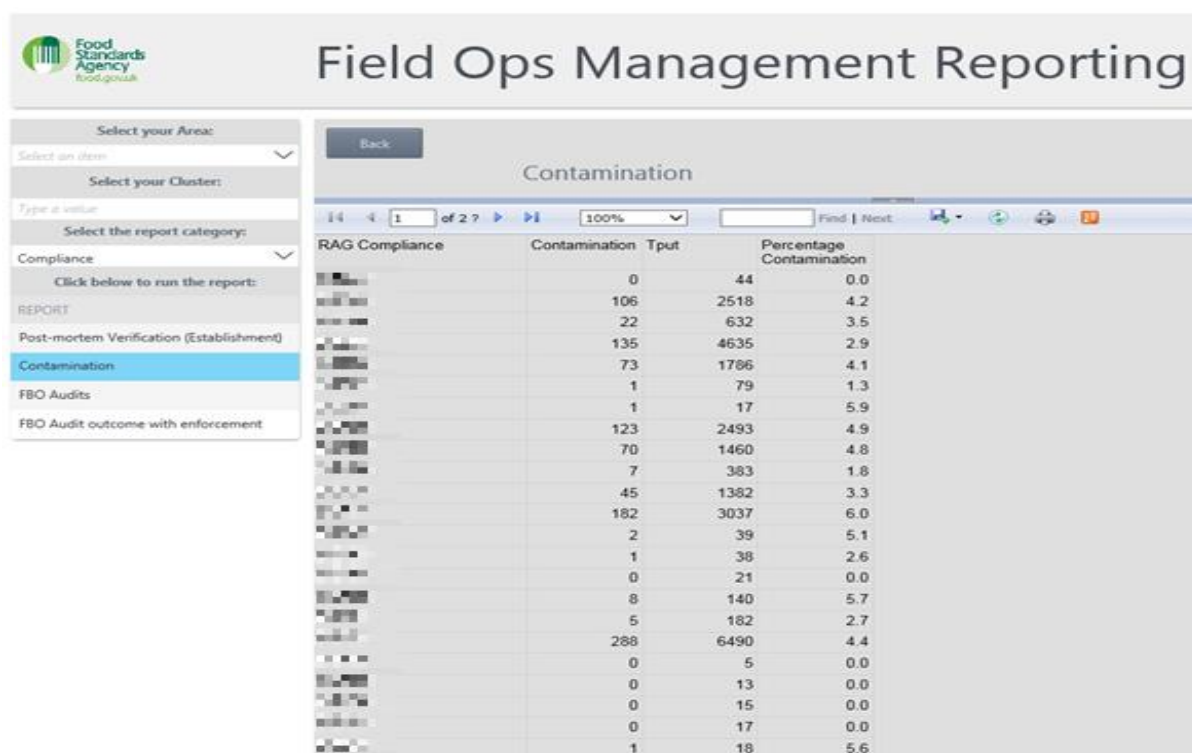 Food
Standards
Agency
food.gov.uk
Field Ops Management Reporting
Select your Area:
Select an item
Select your Cluster:
Type a value
Select the report category:
Compliance
Click below to run the report:
REPORT
Post-mortem Verification (Establishment)
Contamination
FBO Audits
FBO Audit outcome with enforcement
Back
Contamination
1 of 2 ? 100% Find | Next
RAG Compliance Contamination Tput Percentage
Contamination
0 44 0.0
106 2518 4.2
22 632 3.5
135 4635 2.9
73 1786 4.1
1 79 1.3
1 17 5.9
123 2493 4.9
70 1460 4.8
7 383 1.8
45 1382 3.3
182 3037 6.0
2 39 5.1
1 38 2.6
0 21 0.0
8 140 5.7
5 182 2.7
288 6490 4.4
0 5 0.0
0 13 0.0
0 15 0.0
0 17 0.0
1 18 5.6